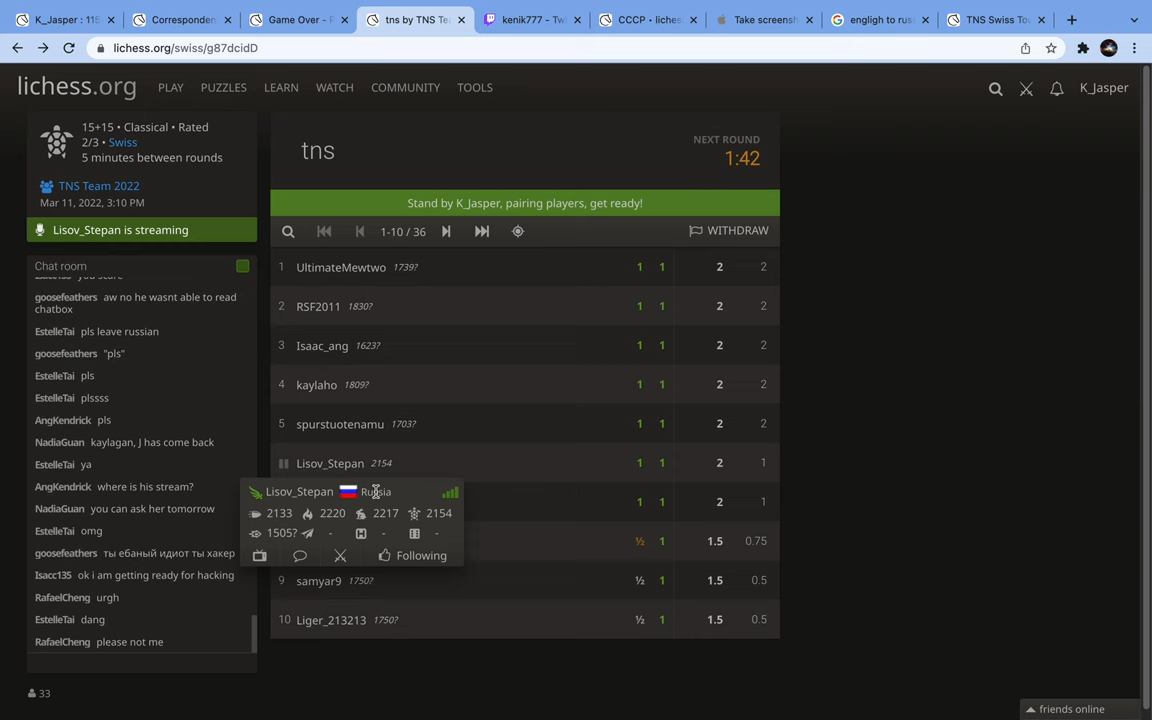 K_Jasper : 115
Corresponden
Game Over - P
tns by TNS Te
kenik777 - Tw
CCCP • liches
Take screensh
engligh to rus
TNS Swiss Tou
lichess.org/swiss/g87dcidD
lichess.org PLAY PUZZLES LEARN WATCH COMMUNITY TOOLS K_Jasper
15+15 • Classical • Rated
2/3 • Swiss
5 minutes between rounds
TNS Team 2022
Mar 11, 2022, 3:10 PM
Lisov_Stepan is streaming
Chat room
goosefeathers aw no he wasnt able to read
chatbox
EstelleTai pls leave russian
goosefeathers "pls"
EstelleTai pls
EstelleTai plssss
AngKendrick pls
NadiaGuan kaylagan, J has come back
EstelleTai ya
AngKendrick where is his stream?
NadiaGuan you can ask her tomorrow
EstelleTai omg
goosefeathers ты ебаный идиот ты хакер
Isacc135 ok i am getting ready for hacking
RafaelCheng urgh
EstelleTai dang
RafaelCheng please not me
33
tns
NEXT ROUND
1:42
Stand by K_Jasper, pairing players, get ready!
1-10 / 36 WITHDRAW
1 UltimateMewtwo 1739? 1 1 2 2
2 RSF2011 1830? 1 1 2 2
3 Isaac_ang 1623? 1 1 2 2
4 kaylaho 1809? 1 1 2 2
5 spurstuotenamu 1703? 1 1 2 2
Lisov_Stepan 2154 1 1 2 1
1 1 2 1
½ 1 1.5 0.75
9 samyar9 1750? ½ 1 1.5 0.5
10 Liger_213213 1750? ½ 1 1.5 0.5
Lisov_Stepan Russia
2133 2220 2217 2154
1505? - - -
Following
friends online